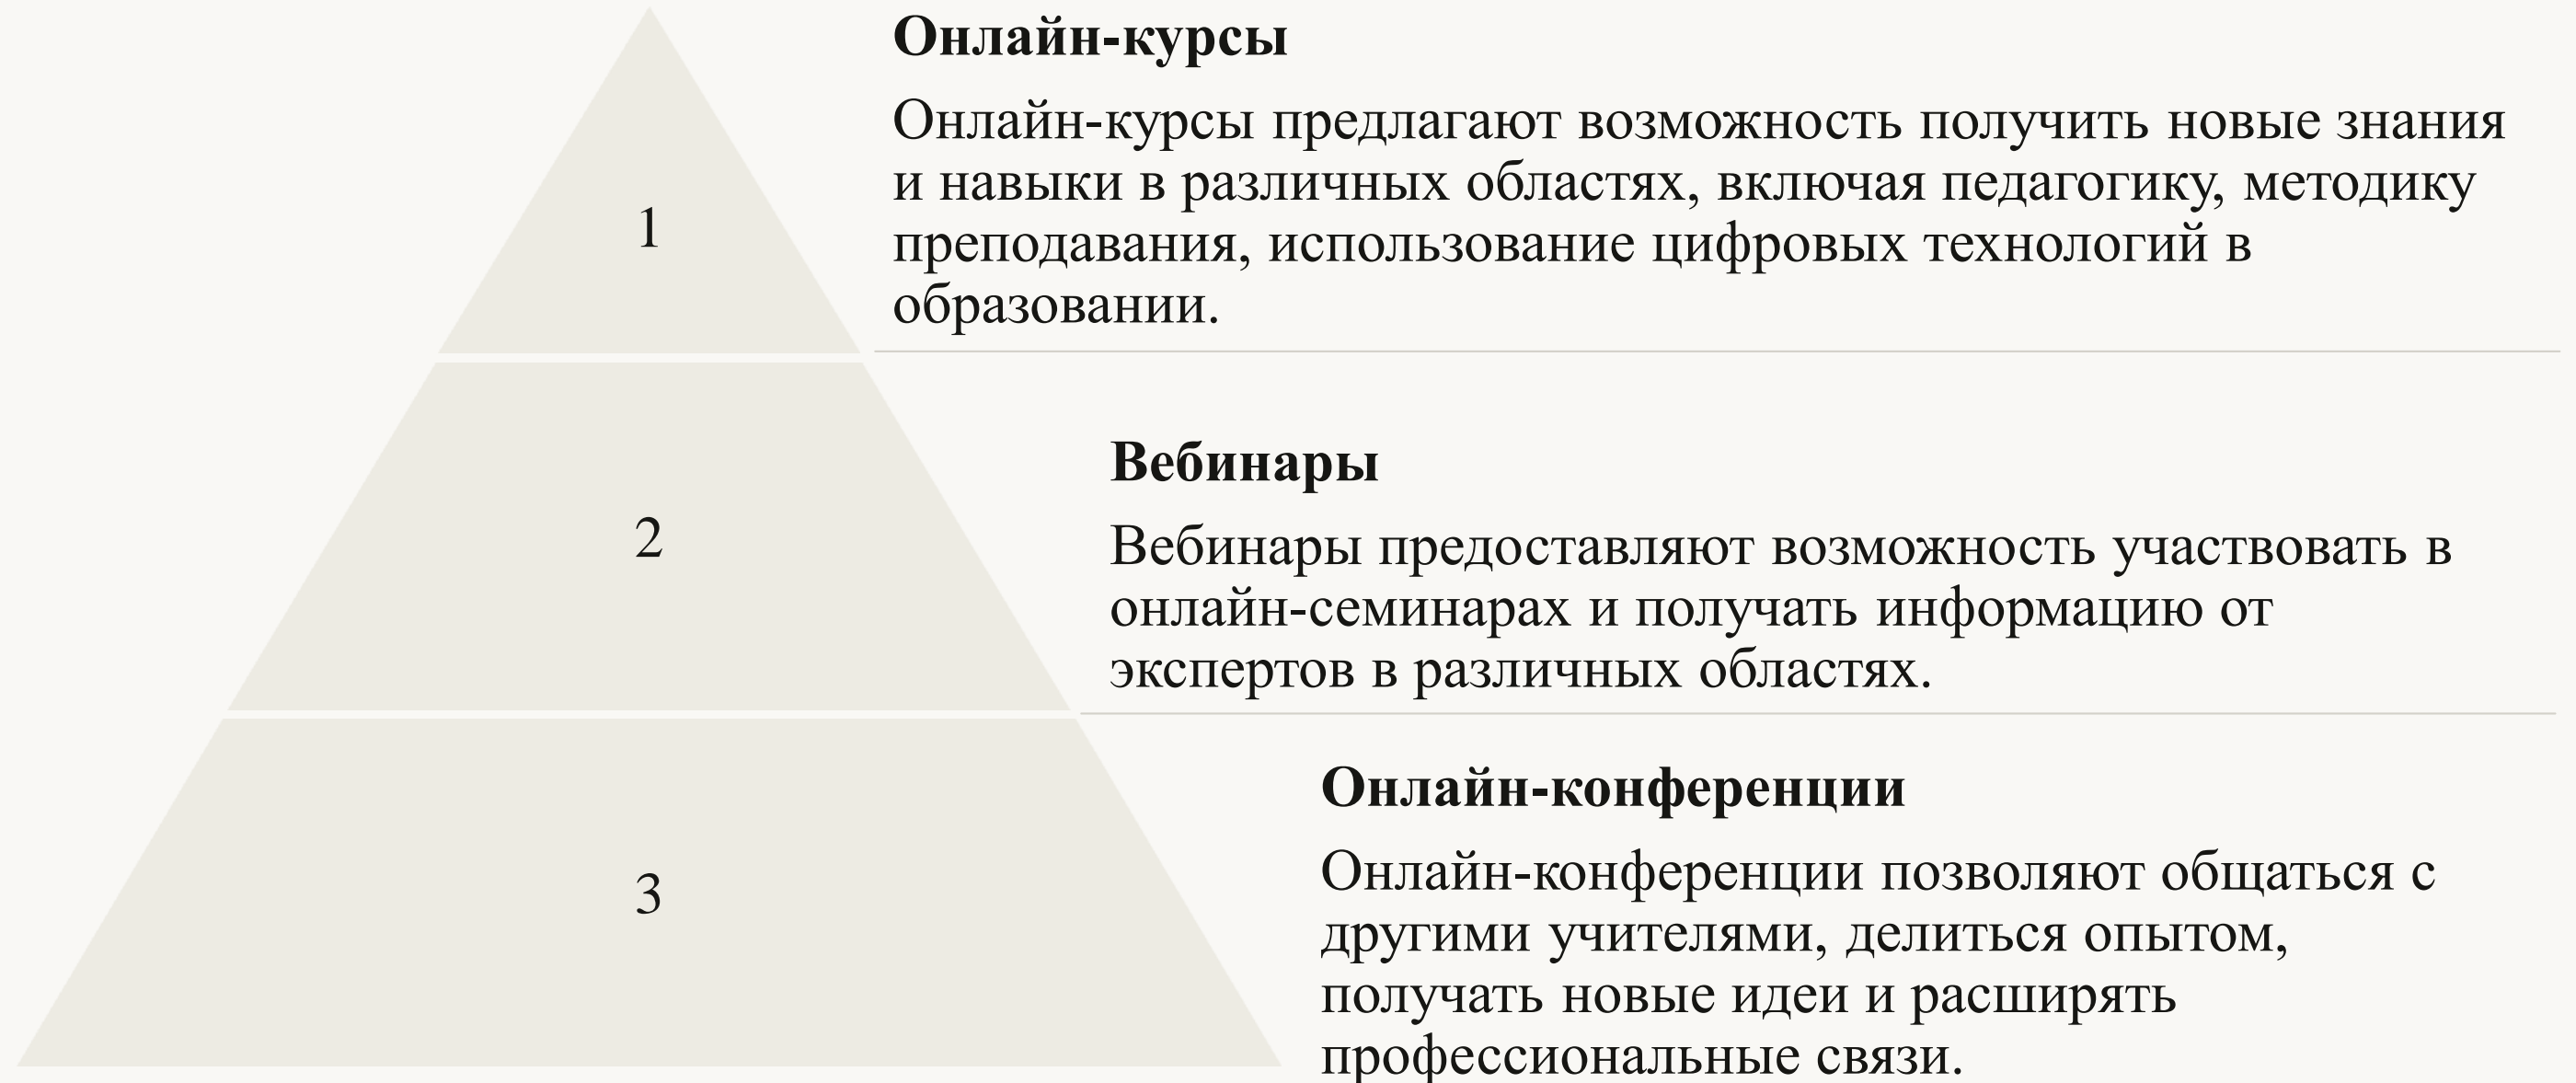 Онлайн-курсы
Онлайн-курсы предлагают возможность получить новые знания
и навыки в различных областях, включая педагогику, методику
преподавания, использование цифровых технологий в
образовании.
1
Вебинары
Вебинары предоставляют возможность участвовать в
онлайн-семинарах и получать информацию от
экспертов в различных областях.
2
Онлайн-конференции
Онлайн-конференции позволяют общаться с
другими учителями, делиться опытом,
получать новые идеи и расширять
профессиональные связи.
3